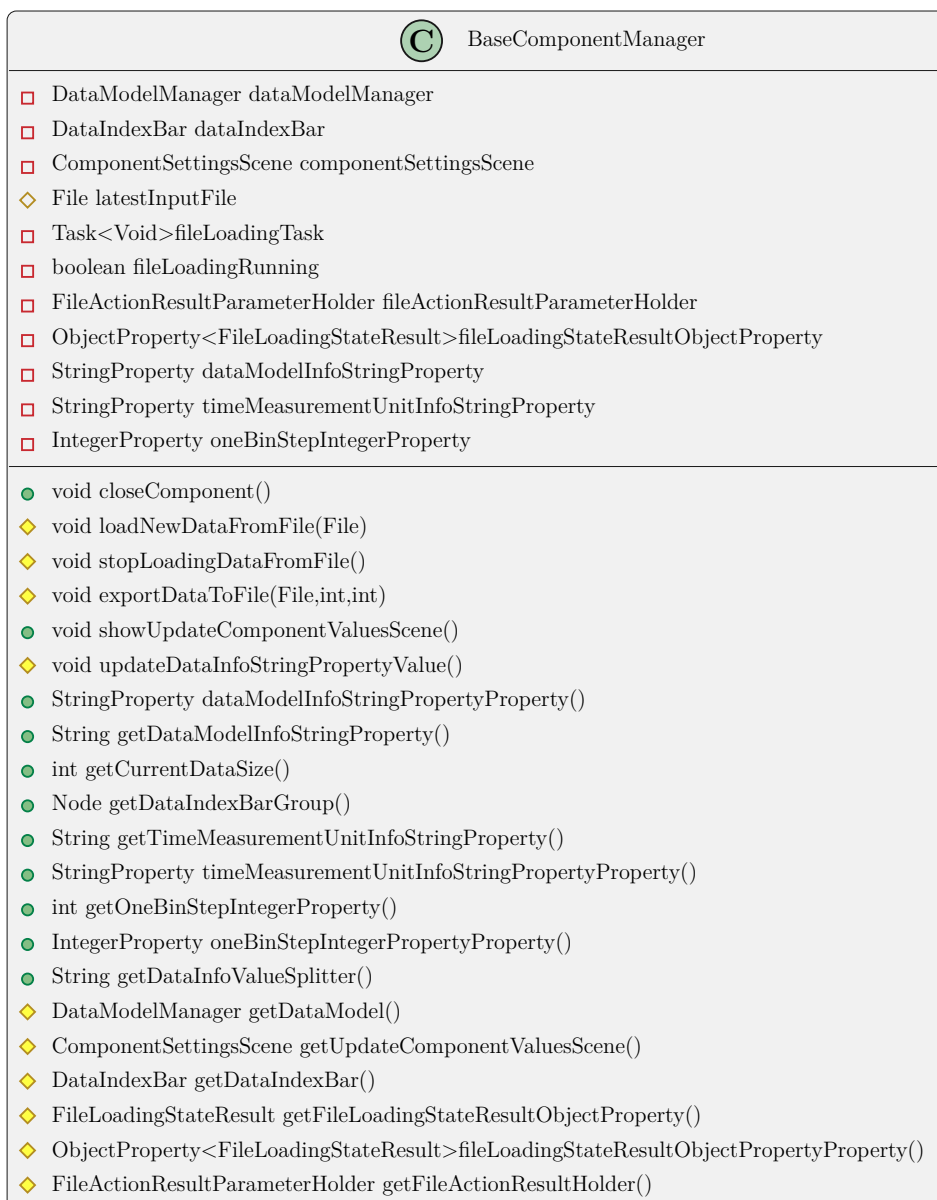 C BaseComponentManager
DataModelManager dataModelManager
DataIndexBar dataIndexBar
ComponentSettingsScene componentSettingsScene
File latestInputFile
Task<Void>fileLoadingTask
boolean fileLoadingRunning
FileActionResultParameterHolder fileActionResultParameterHolder
ObjectProperty<FileLoadingStateResult>fileLoadingStateResultObjectProperty
StringProperty dataModelInfoStringProperty
StringProperty timeMeasurementUnitInfoStringProperty
IntegerProperty oneBinStepIntegerProperty
void closeComponent()
void loadNewDataFromFile(File)
void stopLoadingDataFromFile()
void exportDataToFile(File,int,int)
void showUpdateComponentValuesScene()
void updateDataInfoStringPropertyValue()
StringProperty dataModelInfoStringPropertyProperty()
String getDataModelInfoStringProperty()
int getCurrentDataSize()
Node getDataIndexBarGroup()
String getTimeMeasurementUnitInfoStringProperty()
StringProperty timeMeasurementUnitInfoStringPropertyProperty()
int getOneBinStepIntegerProperty()
IntegerProperty oneBinStepIntegerPropertyProperty()
String getDataInfoValueSplitter()
DataModelManager getDataModel()
ComponentSettingsScene getUpdateComponentValuesScene()
DataIndexBar getDataIndexBar()
FileLoadingStateResult getFileLoadingStateResultObjectProperty()
ObjectProperty<FileLoadingStateResult>fileLoadingStateResultObjectPropertyProperty()
FileActionResultParameterHolder getFileActionResultHolder()